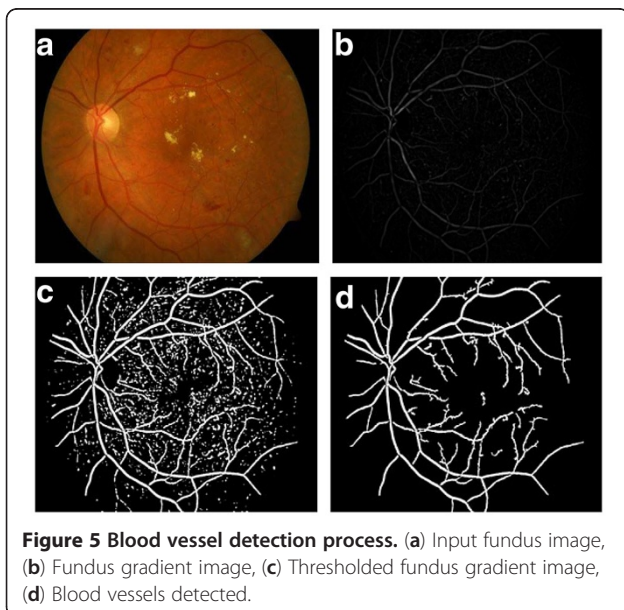 a
b
c
d
Figure 5 Blood vessel detection process. (a) Input fundus image,
(b) Fundus gradient image, (c) Thresholded fundus gradient image,
(d) Blood vessels detected.